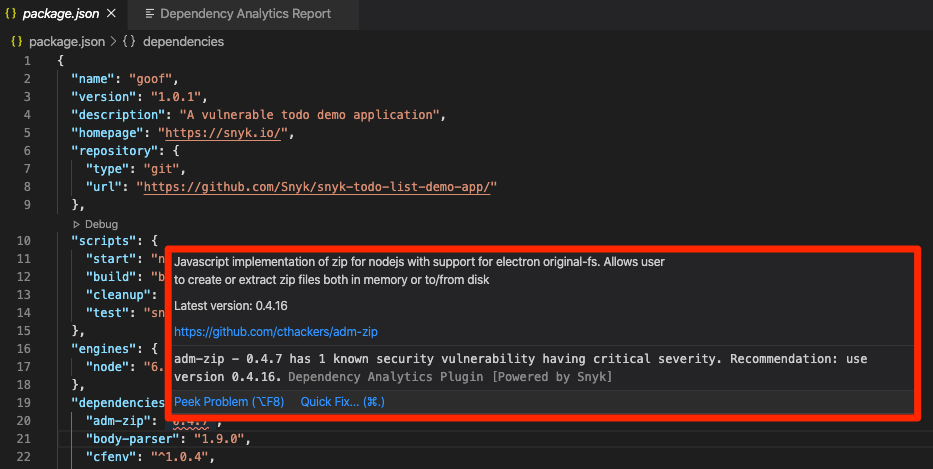 {} package.json × Dependency Analytics Report
{} package.json > {} dependencies
1 {
2 "name": "goof",
3 "version": "1.0.1",
4 "description": "A vulnerable todo demo application",
5 "homepage": "https://snyk.io/",
6 "repository": {
7 "type": "git",
8 "url": "https://github.com/Snyk/snyk-todo-list-demo-app/"
9 },
Debug
10 "scripts": {
11 "start": "n
12 "build": "b
13 "cleanup":
14 "test": "sn
15 },
16 "engines": {
17 "node": "6.
18 },
19 "dependencies
20 "adm-zip": "0.4.7",
21 "body-parser": "1.9.0",
22 "cfenv": "^1.0.4",
Javascript implementation of zip for nodejs with support for electron original-fs. Allows user
to create or extract zip files both in memory or to/from disk
Latest version: 0.4.16
https://github.com/cthackers/adm-zip
adm-zip - 0.4.7 has 1 known security vulnerability having critical severity. Recommendation: use
version 0.4.16. Dependency Analytics Plugin [Powered by Snyk]
Peek Problem (⌥F8) Quick Fix... (⌘.)